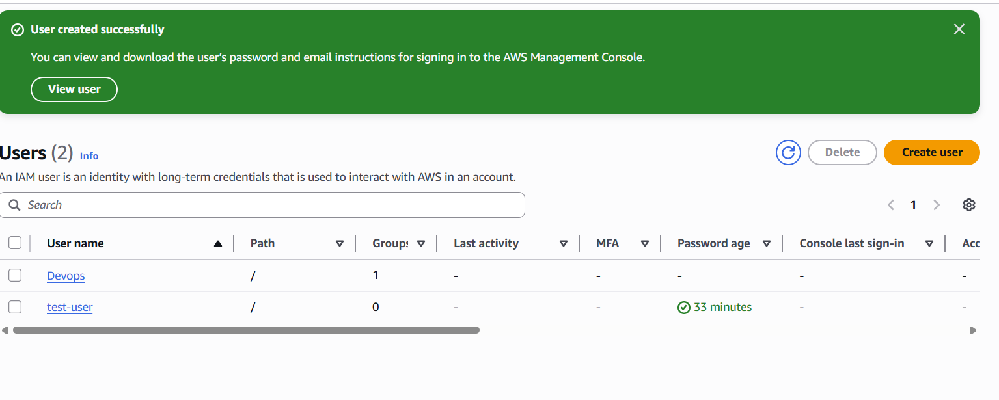 User created successfully
You can view and download the user's password and email instructions for signing in to the AWS Management Console.
View user
Users (2) Info
Delete
Create user
An IAM user is an identity with long-term credentials that is used to interact with AWS in an account.
Search
1
User name Path Groups Last activity MFA Password age Console last sign-in Acc
Devops / 1 - - - - -
test-user / 0 - - 33 minutes - -